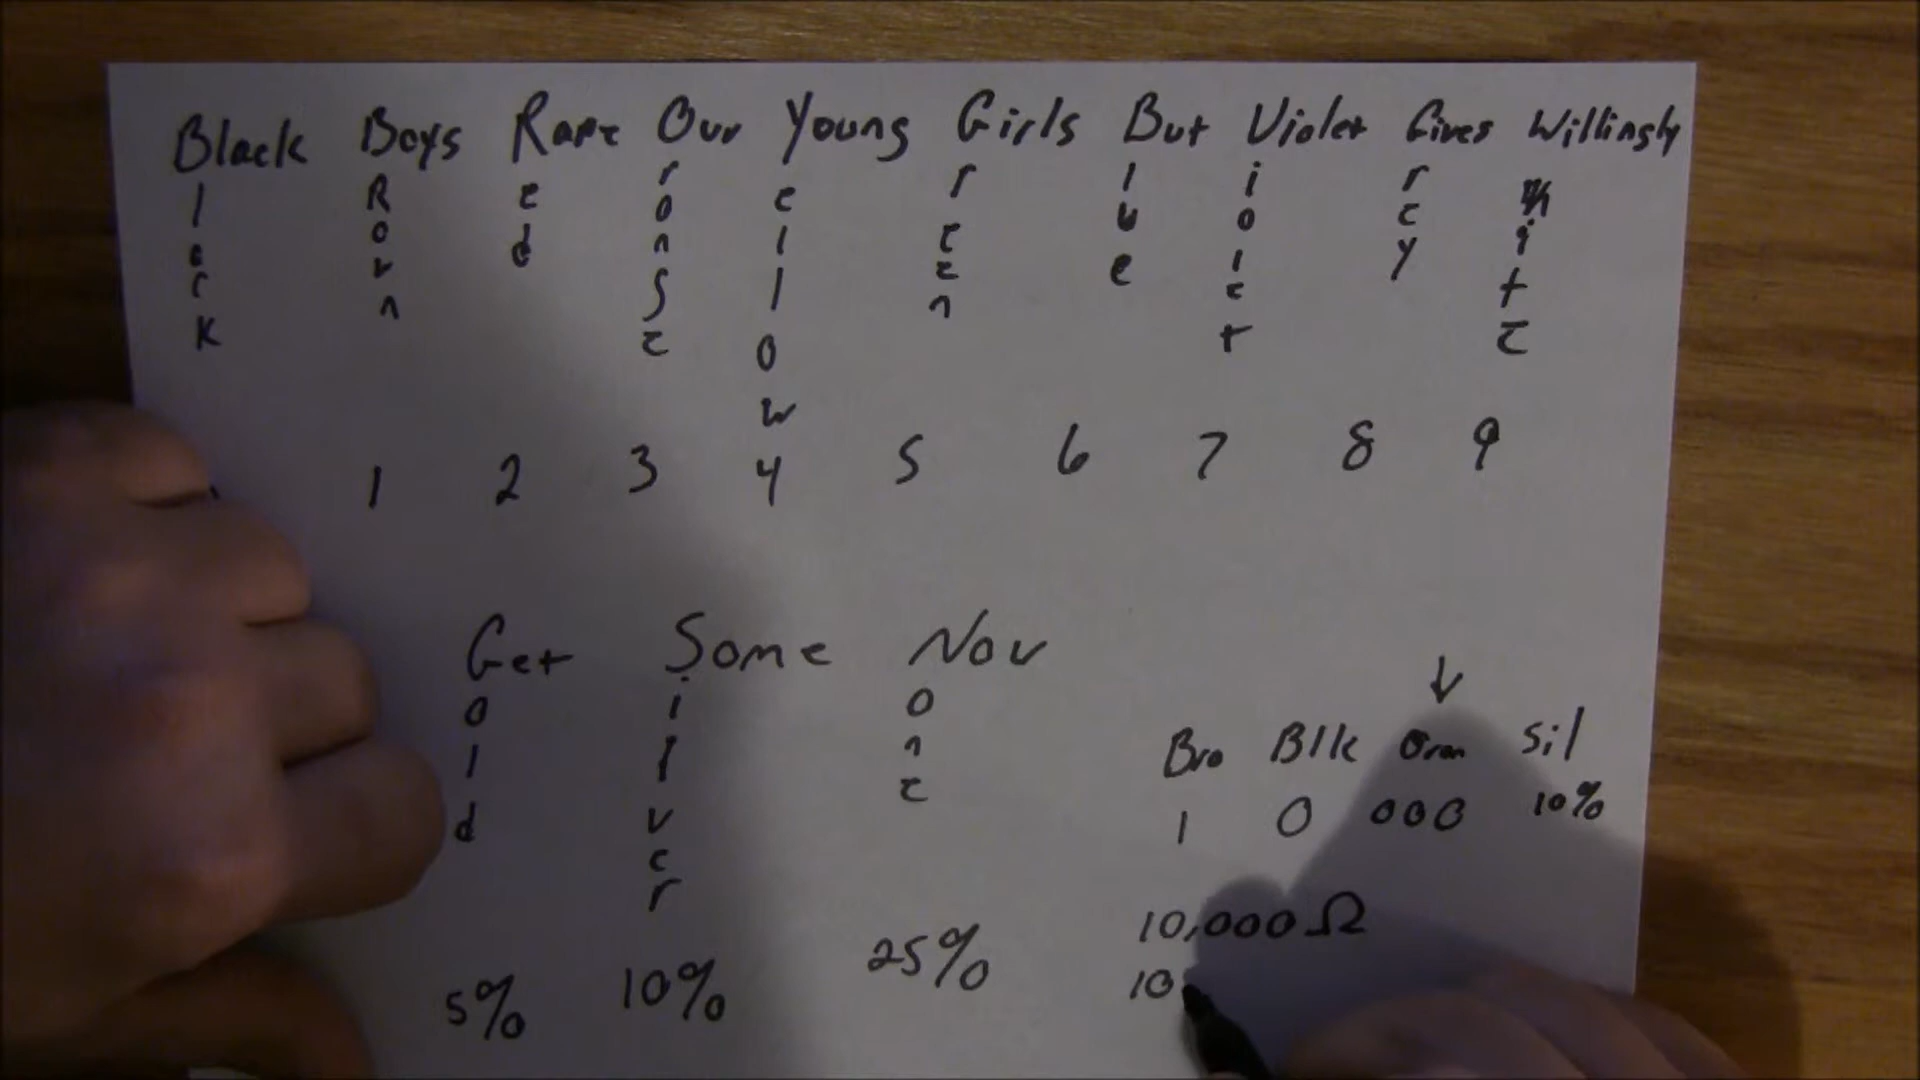 Black Boys Rape Our Young Girls But Violet Gives Willingly
l R e r e r l i r h
a o d o l e u o e i
c w n l e e l y t
k n g o n e e
e w t
1 2 3 4 5 6 7 8 9
Get Some Now
o i o
l l n
d v e
e
r
Bro Blk Oran Sil
1 0 000 10%
10,000 Ω
5% 10% 25% 10